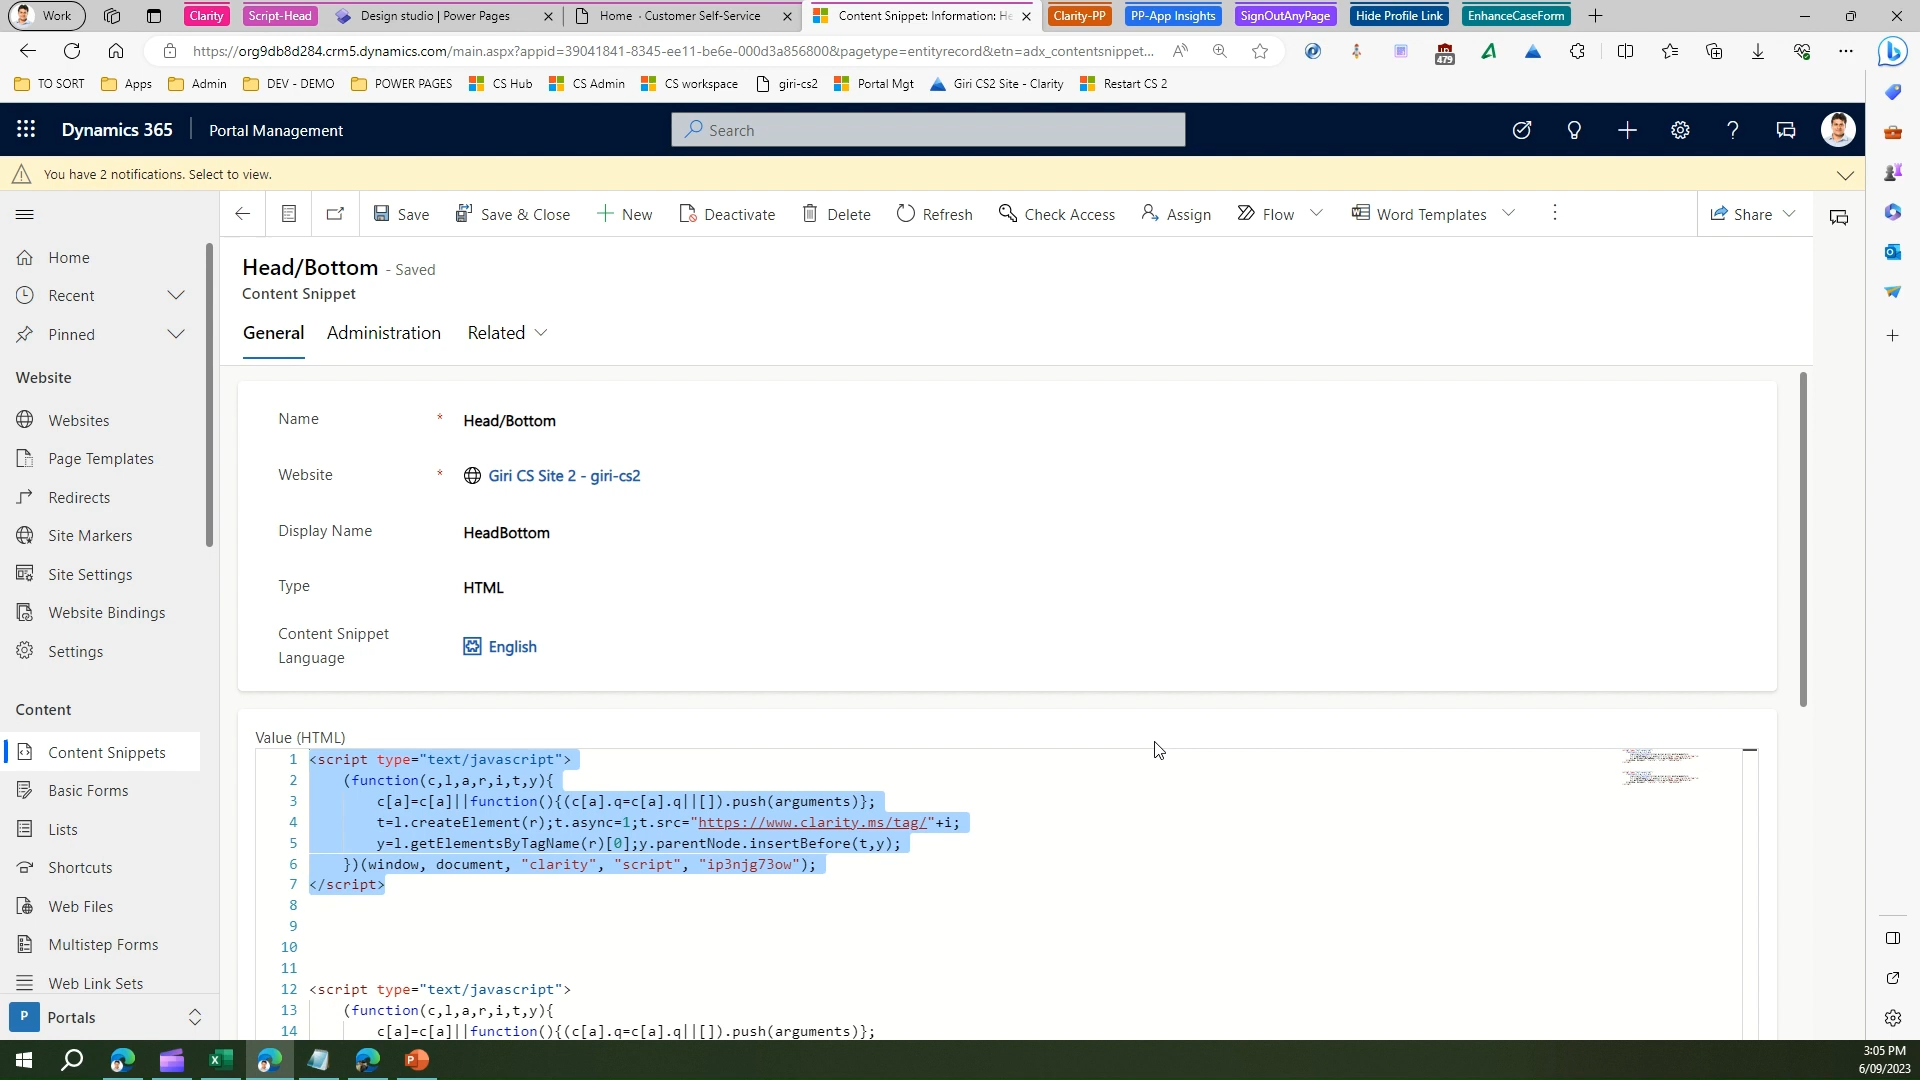 Work
Clarity
Script-Head
Design studio | Power Pages
Home · Customer Self-Service
Content Snippet: Information: He
Clarity-PP
PP-App Insights
SignOutAnyPage
Hide Profile Link
EnhanceCaseForm
https://org9db8d284.crm5.dynamics.com/main.aspx?appid=39041841-8345-ee11-be6e-000d3a856800&pagetype=entityrecord&etn=adx_contentsnippet...
479
TO SORT
Apps
Admin
DEV - DEMO
POWER PAGES
CS Hub
CS Admin
CS workspace
giri-cs2
Portal Mgt
Giri CS2 Site - Clarity
Restart CS 2
Dynamics 365
Portal Management
Search
You have 2 notifications. Select to view.
Save
Save & Close
New
Deactivate
Delete
Refresh
Check Access
Assign
Flow
Word Templates
Share
Home
Recent
Pinned
Website
Websites
Page Templates
Redirects
Site Markers
Site Settings
Website Bindings
Settings
Content
Content Snippets
Basic Forms
Lists
Shortcuts
Web Files
Multistep Forms
Web Link Sets
P Portals
Head/Bottom - Saved
Content Snippet
General
Administration
Related
Name * Head/Bottom
Website * Giri CS Site 2 - giri-cs2
Display Name HeadBottom
Type HTML
Content Snippet
Language
English
Value (HTML)
1 <script type="text/javascript">
2 (function(c,l,a,r,i,t,y){
3 c[a]=c[a]||function(){(c[a].q=c[a].q||[]).push(arguments)};
4 t=l.createElement(r);t.async=1;t.src="https://www.clarity.ms/tag/"+i;
5 y=l.getElementsByTagName(r)[0];y.parentNode.insertBefore(t,y);
6 })(window, document, "clarity", "script", "ip3njg73ow");
7 </script>
8
9
10
11
12 <script type="text/javascript">
13 (function(c,l,a,r,i,t,y){
14 c[a]=c[a]||function(){(c[a].q=c[a].q||[]).push(arguments)};
3:05 PM
6/09/2023